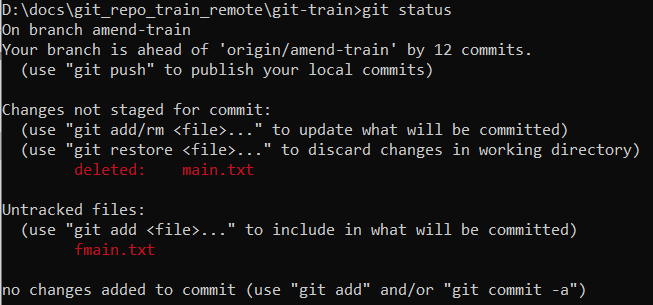 D:\docs\git_repo_train_remote\git-train>git status
On branch amend-train
Your branch is ahead of 'origin/amend-train' by 12 commits.
  (use "git push" to publish your local commits)

Changes not staged for commit:
  (use "git add/rm <file>..." to update what will be committed)
  (use "git restore <file>..." to discard changes in working directory)
        deleted:    main.txt

Untracked files:
  (use "git add <file>..." to include in what will be committed)
        fmain.txt

no changes added to commit (use "git add" and/or "git commit -a")